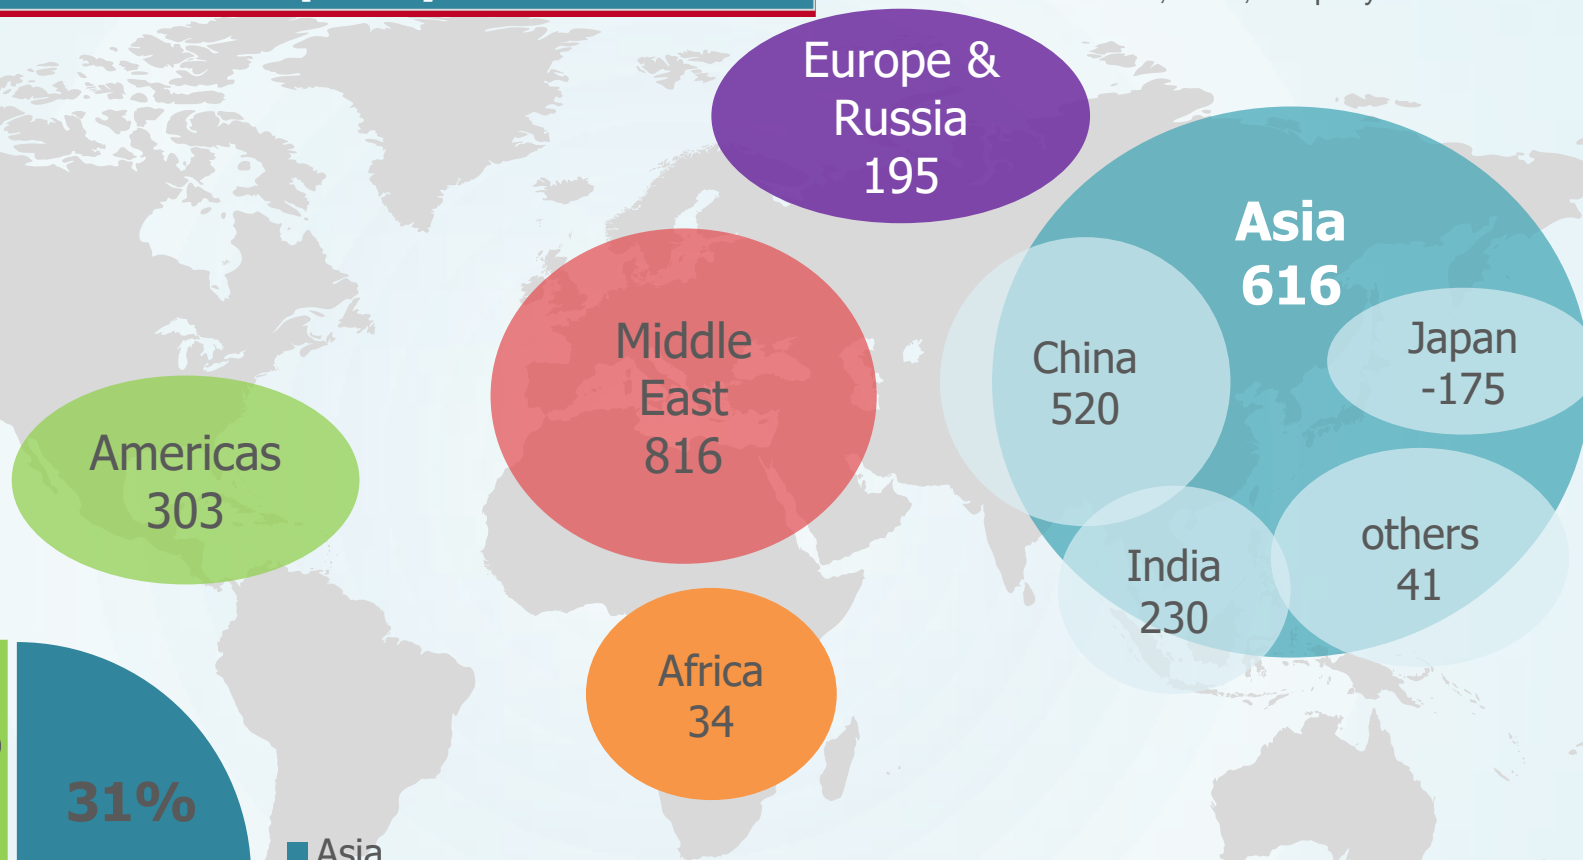 Europe &
Russia
195
Asia
616
Middle
East
816
China
520
Japan
-175
Americas
303
others
41
India
230
Africa
34
31%
Asia